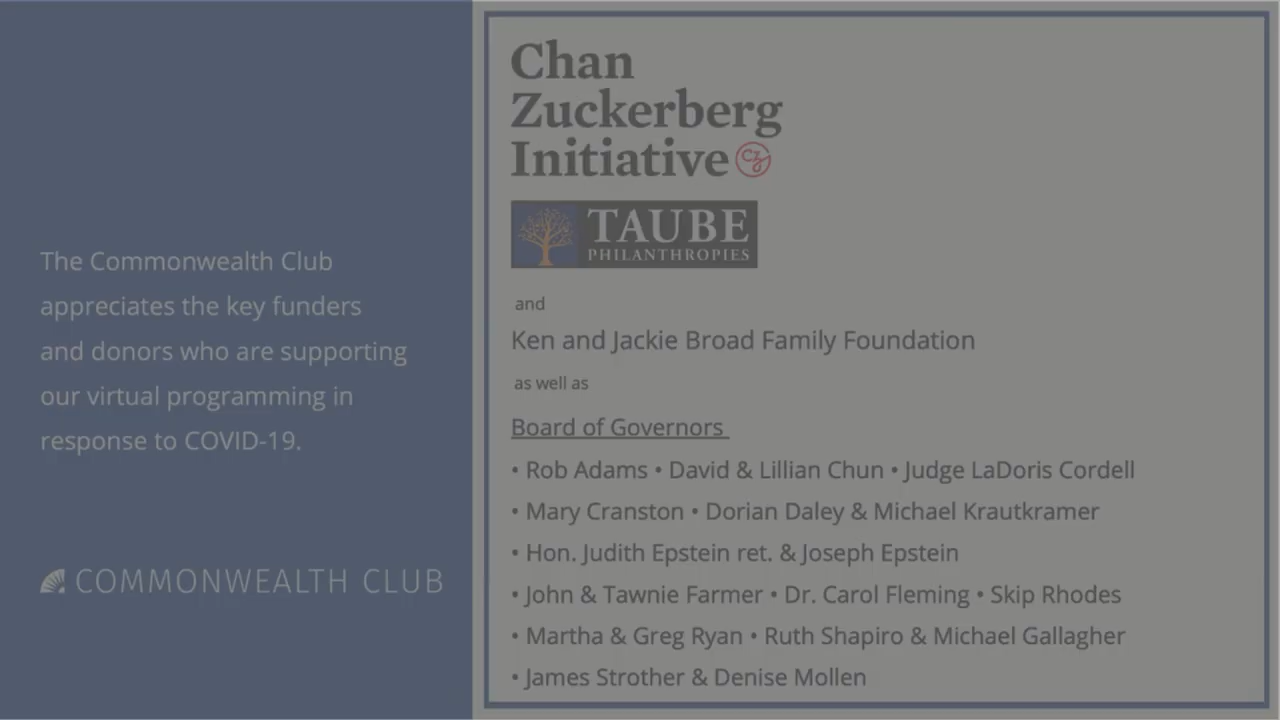 The Commonwealth Club
appreciates the key funders
and donors who are supporting
our virtual programming in
response to COVID-19.
COMMONWEALTH CLUB
Chan
Zuckerberg
Initiative CZI
TAUBE
PHILANTHROPIES
and
Ken and Jackie Broad Family Foundation
as well as
Board of Governors
• Rob Adams • David & Lillian Chun • Judge LaDoris Cordell
• Mary Cranston • Dorian Daley & Michael Krautkramer
• Hon. Judith Epstein ret. & Joseph Epstein
• John & Tawnie Farmer • Dr. Carol Fleming • Skip Rhodes
• Martha & Greg Ryan • Ruth Shapiro & Michael Gallagher
• James Strother & Denise Mollen